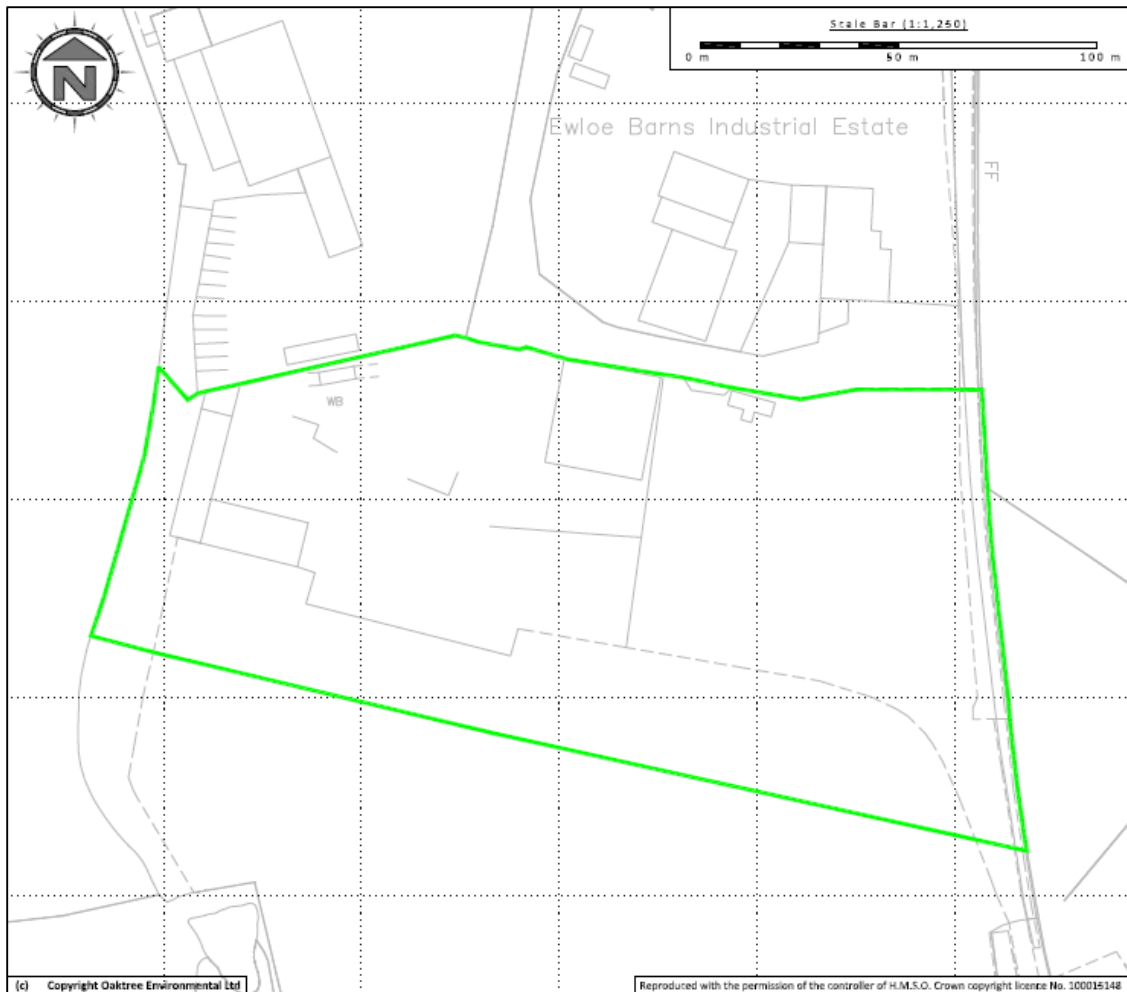 Scale Bar (1:1,250)
0 m 50 m 100 m
N
Ewloe Barns Industrial Estate
FF
WB
(c) Copyright Oaktree Environmental Ltd
Reproduced with the permission of the controller of H.M.S.O. Crown copyright licence No. 100015148